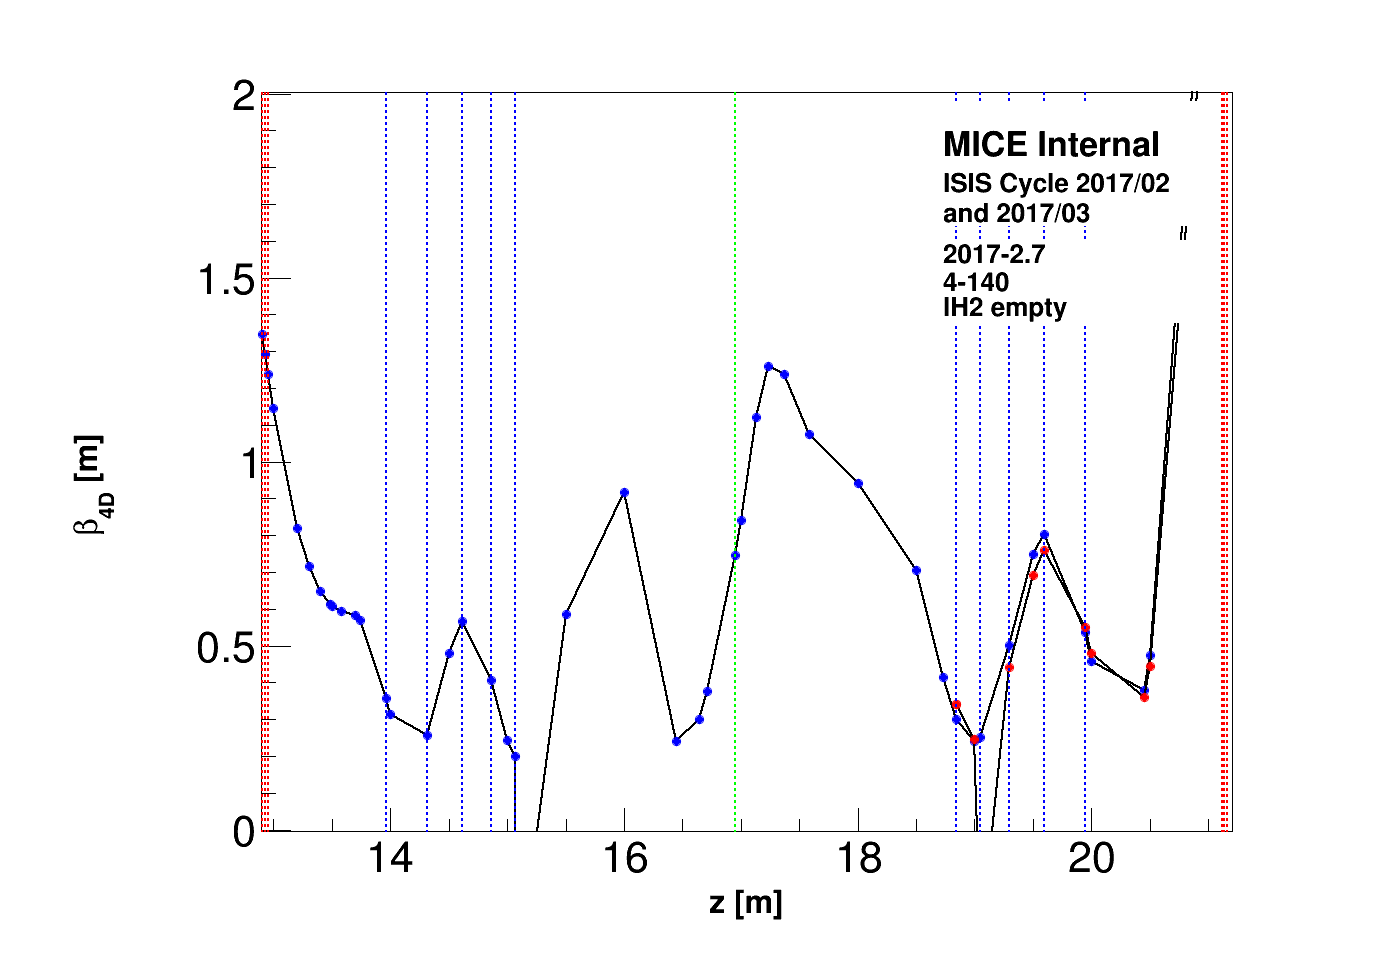 2
1.5
1
0.5
0
β4D [m]
MICE Internal
ISIS Cycle 2017/02
and 2017/03
2017-2.7
4-140
lH2 empty
14
16
18
20
z [m]